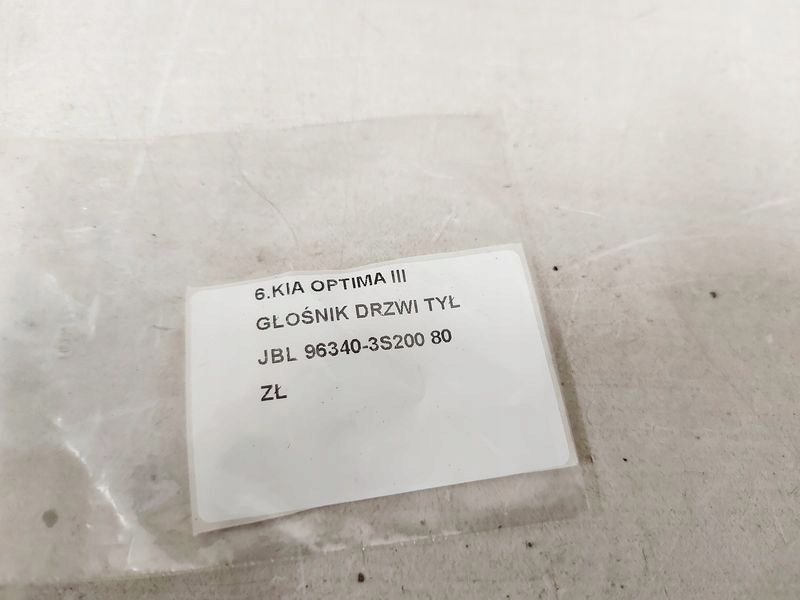 6.KIA OPTIMA III
GŁOŚNIK DRZWI TYŁ
JBL 96340-3S200 80
ZŁ